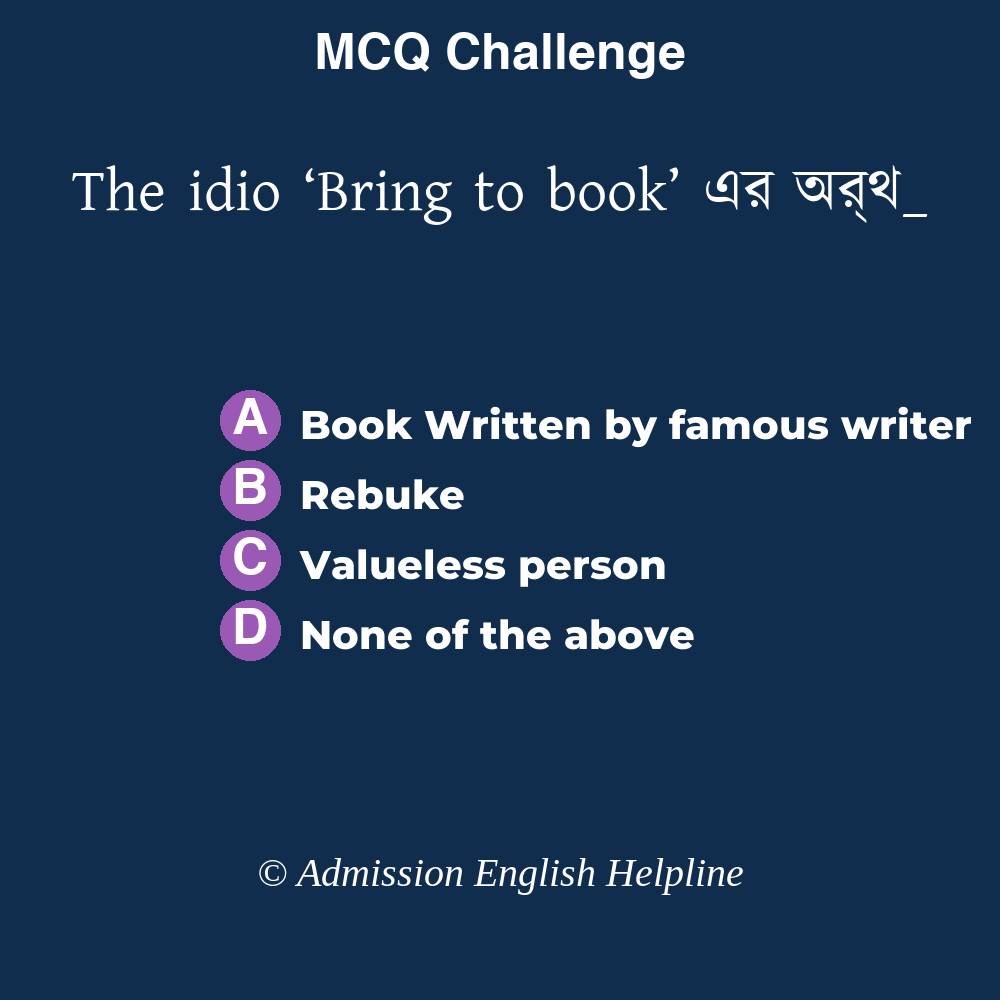 MCQ Challenge
The idio ‘Bring to book’ এর অর্থ_
A Book Written by famous writer
B Rebuke
C Valueless person
D None of the above
© Admission English Helpline